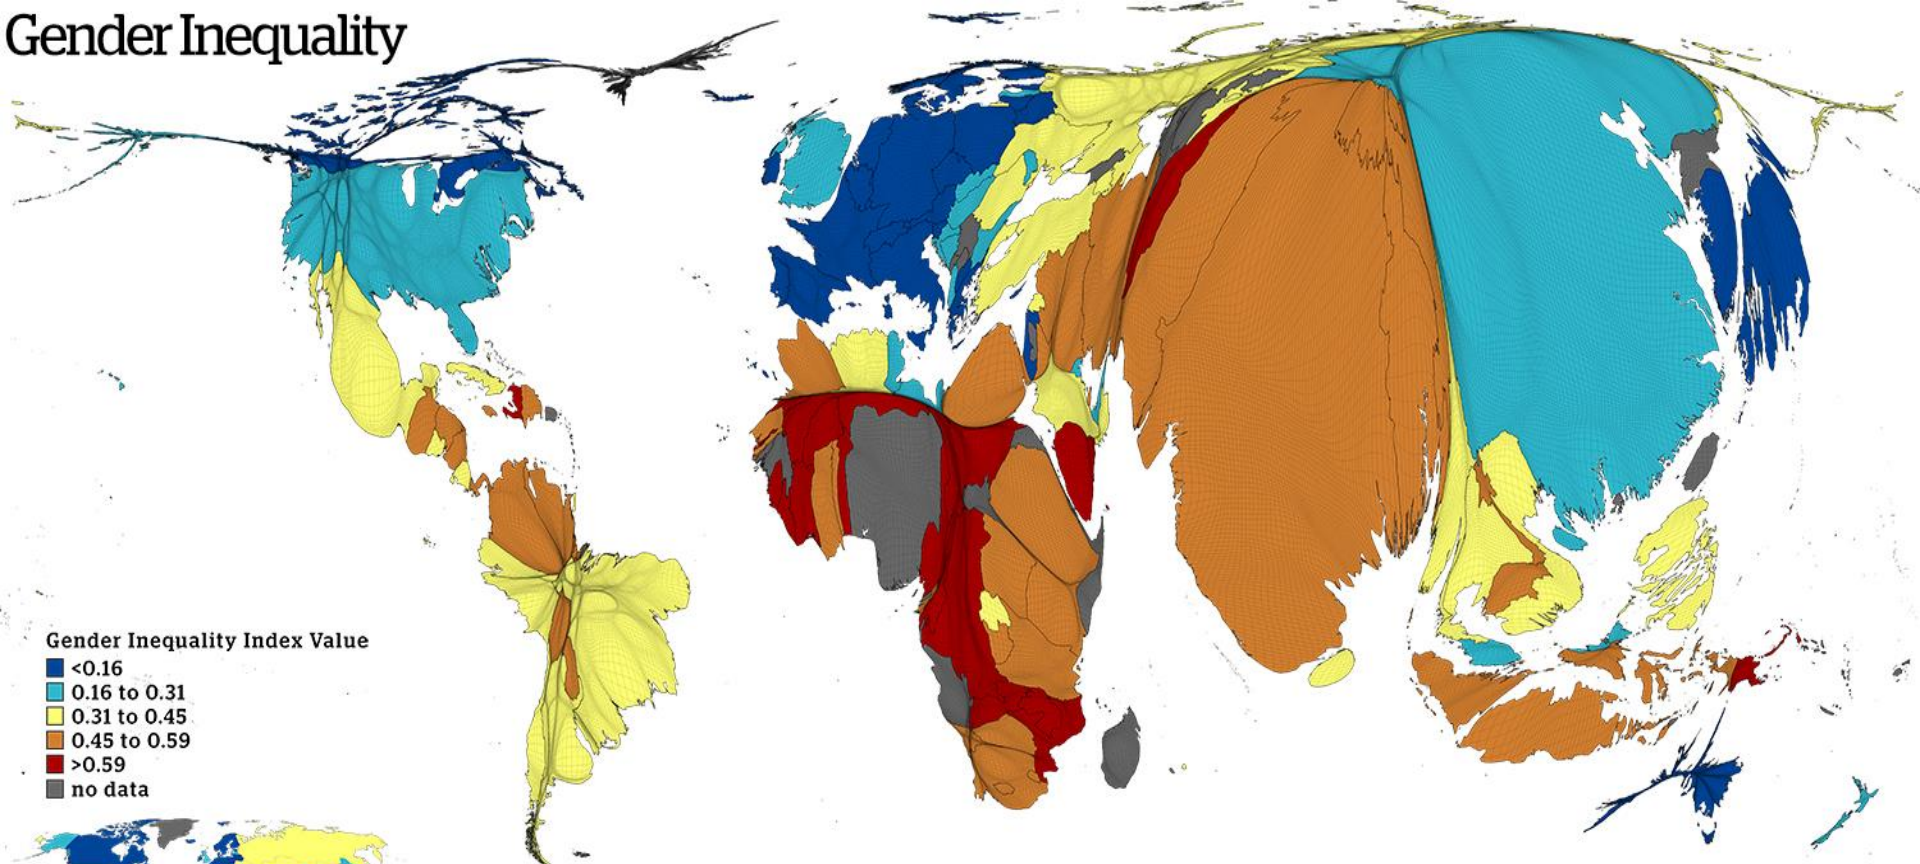 Gender Inequality
Gender Inequality Index Value
<0.16
0.16 to 0.31
0.31 to 0.45
0.45 to 0.59
>0.59
no data